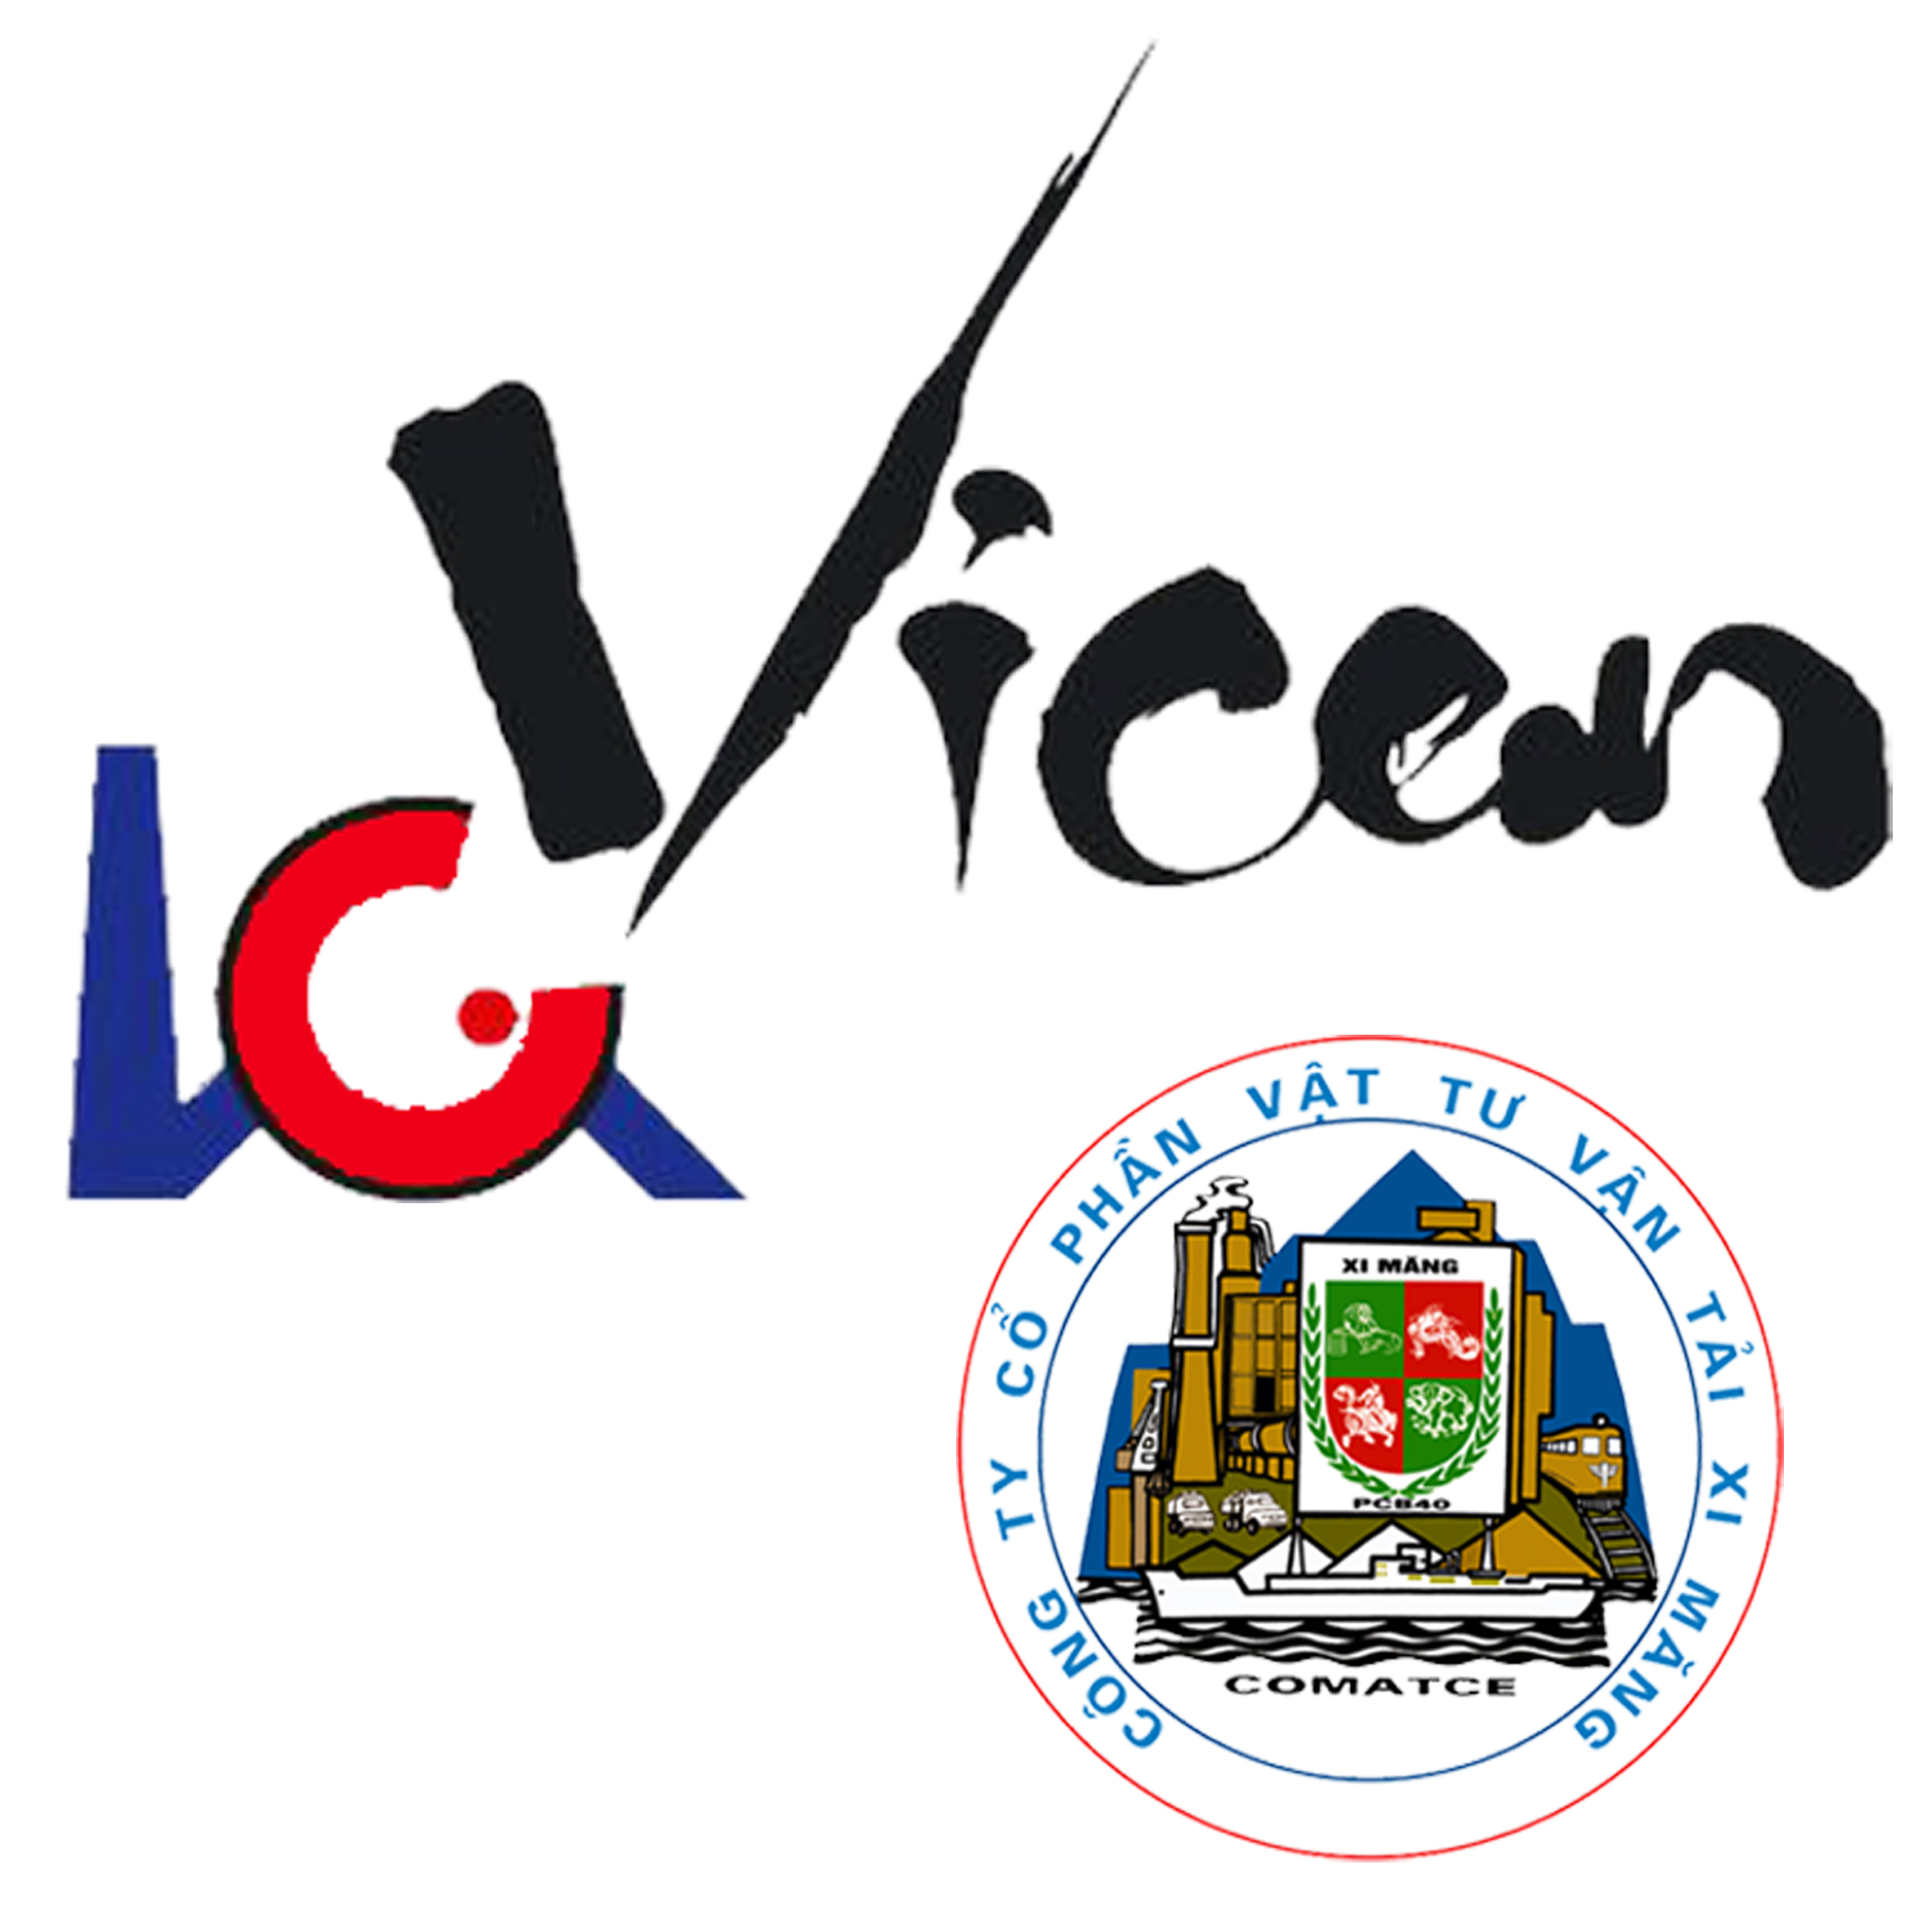 Vicem
CÔNG TY CỔ PHẦN VẬT TƯ VẬN TẢI XI MĂNG
XI MĂNG
PCB40
COMATCE